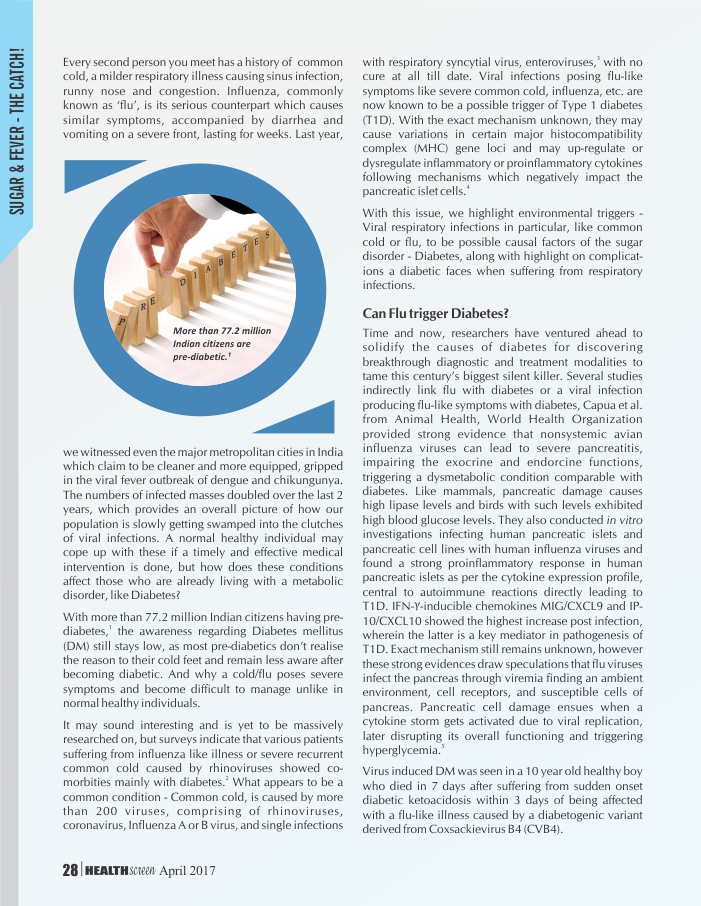 SUGAR & FEVER - THE CATCH!
Every second person you meet has a history of common
cold, a milder respiratory illness causing sinus infection,
runny nose and congestion. Influenza, commonly
known as ‘flu’, is its serious counterpart which causes
similar symptoms, accompanied by diarrhea and
vomiting on a severe front, lasting for weeks. Last year,
PRE DIABETES
More than 77.2 million
Indian citizens are
pre-diabetic.1
we witnessed even the major metropolitan cities in India
which claim to be cleaner and more equipped, gripped
in the viral fever outbreak of dengue and chikungunya.
The numbers of infected masses doubled over the last 2
years, which provides an overall picture of how our
population is slowly getting swamped into the clutches
of viral infections. A normal healthy individual may
cope up with these if a timely and effective medical
intervention is done, but how does these conditions
affect those who are already living with a metabolic
disorder, like Diabetes?
With more than 77.2 million Indian citizens having pre-
diabetes,1 the awareness regarding Diabetes mellitus
(DM) still stays low, as most pre-diabetics don’t realise
the reason to their cold feet and remain less aware after
becoming diabetic. And why a cold/flu poses severe
symptoms and become difficult to manage unlike in
normal healthy individuals.
It may sound interesting and is yet to be massively
researched on, but surveys indicate that various patients
suffering from influenza like illness or severe recurrent
common cold caused by rhinoviruses showed co-
morbities mainly with diabetes.2 What appears to be a
common condition - Common cold, is caused by more
than 200 viruses, comprising of rhinoviruses,
coronavirus, Influenza A or B virus, and single infections
with respiratory syncytial virus, enteroviruses,3 with no
cure at all till date. Viral infections posing flu-like
symptoms like severe common cold, influenza, etc. are
now known to be a possible trigger of Type 1 diabetes
(T1D). With the exact mechanism unknown, they may
cause variations in certain major histocompatibility
complex (MHC) gene loci and may up-regulate or
dysregulate inflammatory or proinflammatory cytokines
following mechanisms which negatively impact the
pancreatic islet cells.4
With this issue, we highlight environmental triggers -
Viral respiratory infections in particular, like common
cold or flu, to be possible causal factors of the sugar
disorder - Diabetes, along with highlight on complicat-
ions a diabetic faces when suffering from respiratory
infections.
Can Flu trigger Diabetes?
Time and now, researchers have ventured ahead to
solidify the causes of diabetes for discovering
breakthrough diagnostic and treatment modalities to
tame this century’s biggest silent killer. Several studies
indirectly link flu with diabetes or a viral infection
producing flu-like symptoms with diabetes, Capua et al.
from Animal Health, World Health Organization
provided strong evidence that nonsystemic avian
influenza viruses can lead to severe pancreatitis,
impairing the exocrine and endorcine functions,
triggering a dysmetabolic condition comparable with
diabetes. Like mammals, pancreatic damage causes
high lipase levels and birds with such levels exhibited
high blood glucose levels. They also conducted in vitro
investigations infecting human pancreatic islets and
pancreatic cell lines with human influenza viruses and
found a strong proinflammatory response in human
pancreatic islets as per the cytokine expression profile,
central to autoimmune reactions directly leading to
T1D. IFN-Y-inducible chemokines MIG/CXCL9 and IP-
10/CXCL10 showed the highest increase post infection,
wherein the latter is a key mediator in pathogenesis of
T1D. Exact mechanism still remains unknown, however
these strong evidences draw speculations that flu viruses
infect the pancreas through viremia finding an ambient
environment, cell receptors, and susceptible cells of
pancreas. Pancreatic cell damage ensues when a
cytokine storm gets activated due to viral replication,
later disrupting its overall functioning and triggering
hyperglycemia.5
Virus induced DM was seen in a 10 year old healthy boy
who died in 7 days after suffering from sudden onset
diabetic ketoacidosis within 3 days of being affected
with a flu-like illness caused by a diabetogenic variant
derived from Coxsackievirus B4 (CVB4).
28 HEALTHscreen April 2017